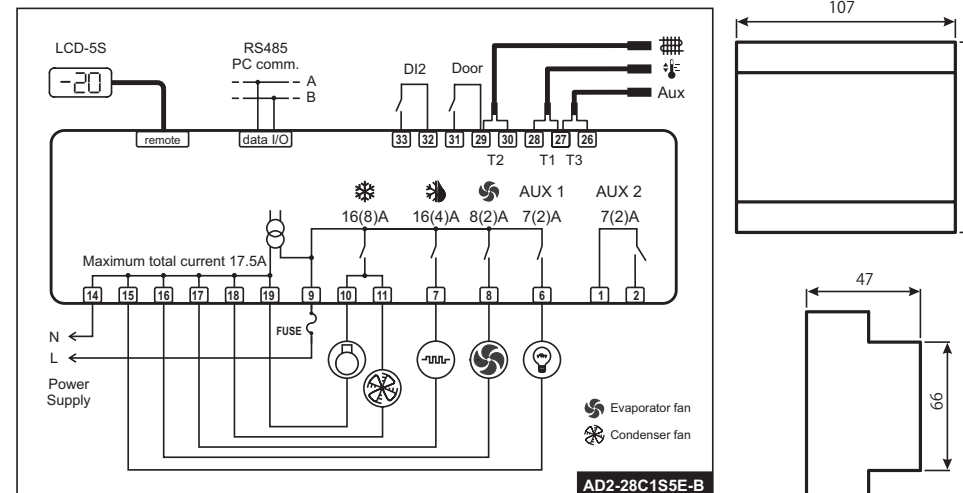 107
LCD-5S
RS485
PC comm.
DI2
Door
-20
A
B
Aux
remote
data I/O
33 32 31 29 30 28 27 26
T2 T1 T3
AUX 1 AUX 2
16(8)A 16(4)A 8(2)A 7(2)A 7(2)A
Maximum total current 17.5A
14 15 16 17 18 19 9 10 11 7 8 6 1 2
47
N
FUSE
L
Power
Supply
66
Evaporator fan
Condenser fan
AD2-28C1S5E-B